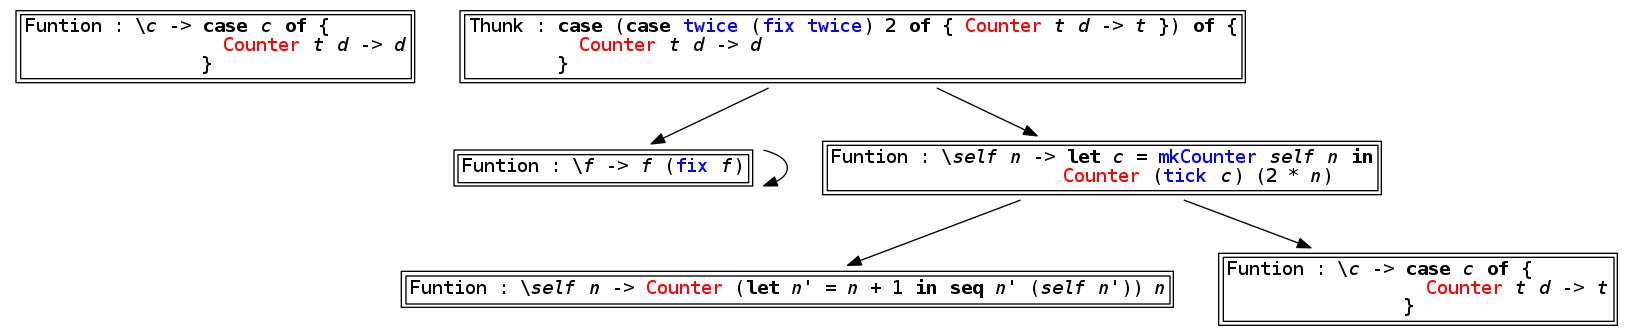 Funtion : \c -> case c of {
Counter t d -> d
}
Thunk : case (case twice (fix twice) 2 of { Counter t d -> t }) of {
Counter t d -> d
}
Funtion : \f -> f (fix f)
Funtion : \self n -> let c = mkCounter self n in
Counter (tick c) (2 * n)
Funtion : \self n -> Counter (let n' = n + 1 in seq n' (self n')) n
Funtion : \c -> case c of {
Counter t d -> t
}